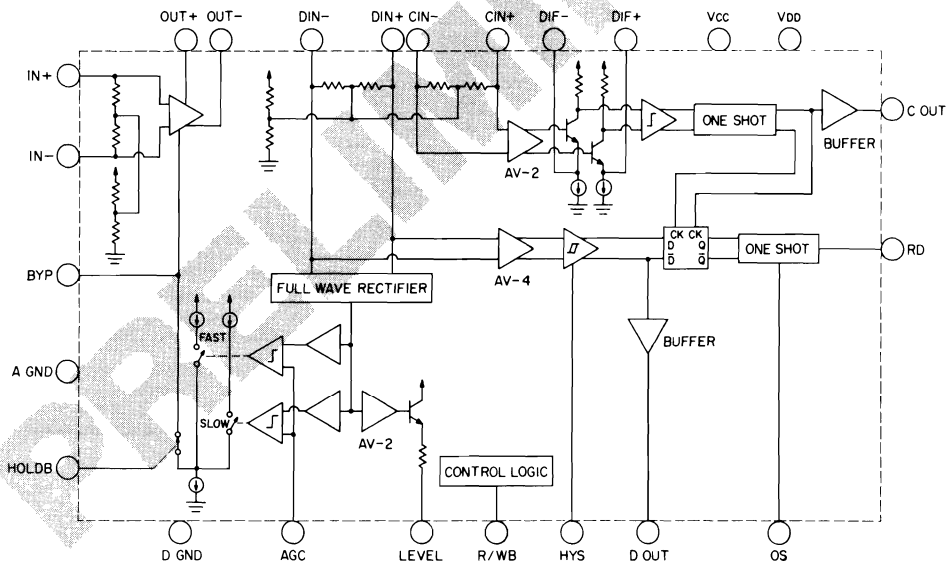 OUT+ OUT- DIN- DIN+ CIN- CIN+ DIF- DIF+ VCC VDD
IN+
IN-
BYP
A GND
HOLDB
ONE SHOT
BUFFER
C OUT
AV-2
CK CK
D Q
D̅ Q̅
ONE SHOT
RD
AV-4
FULL WAVE RECTIFIER
BUFFER
FAST
SLOW
AV-2
CONTROL LOGIC
D GND AGC LEVEL R/WB HYS D OUT OS
PRELIMI